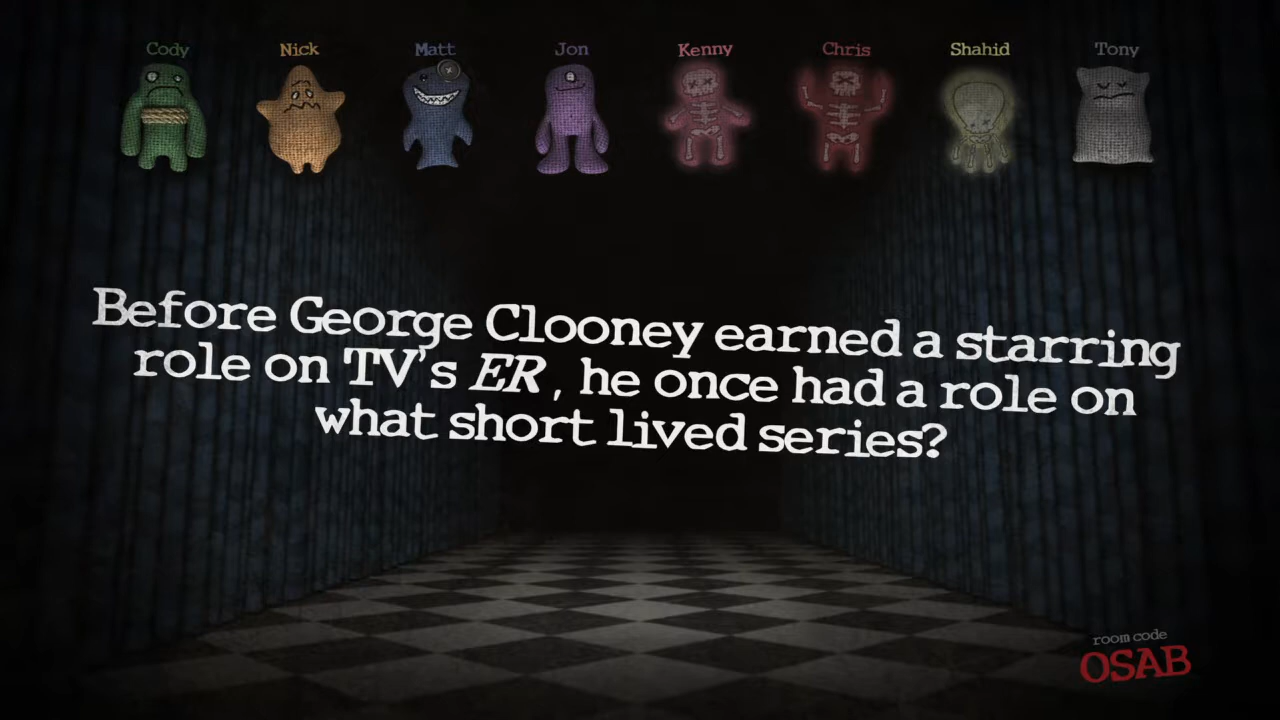 Cody Nick Matt Jon Kenny Chris Shahid Tony
Before George Clooney earned a starring
role on TV's ER, he once had a role on
what short lived series?
room code
OSAB